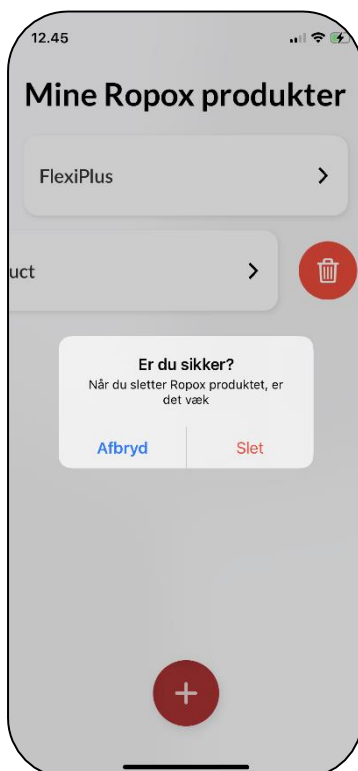 12.45
Mine Ropox produkter
FlexiPlus
uct
Er du sikker?
Når du sletter Ropox produktet, er
det væk
Afbryd
Slet